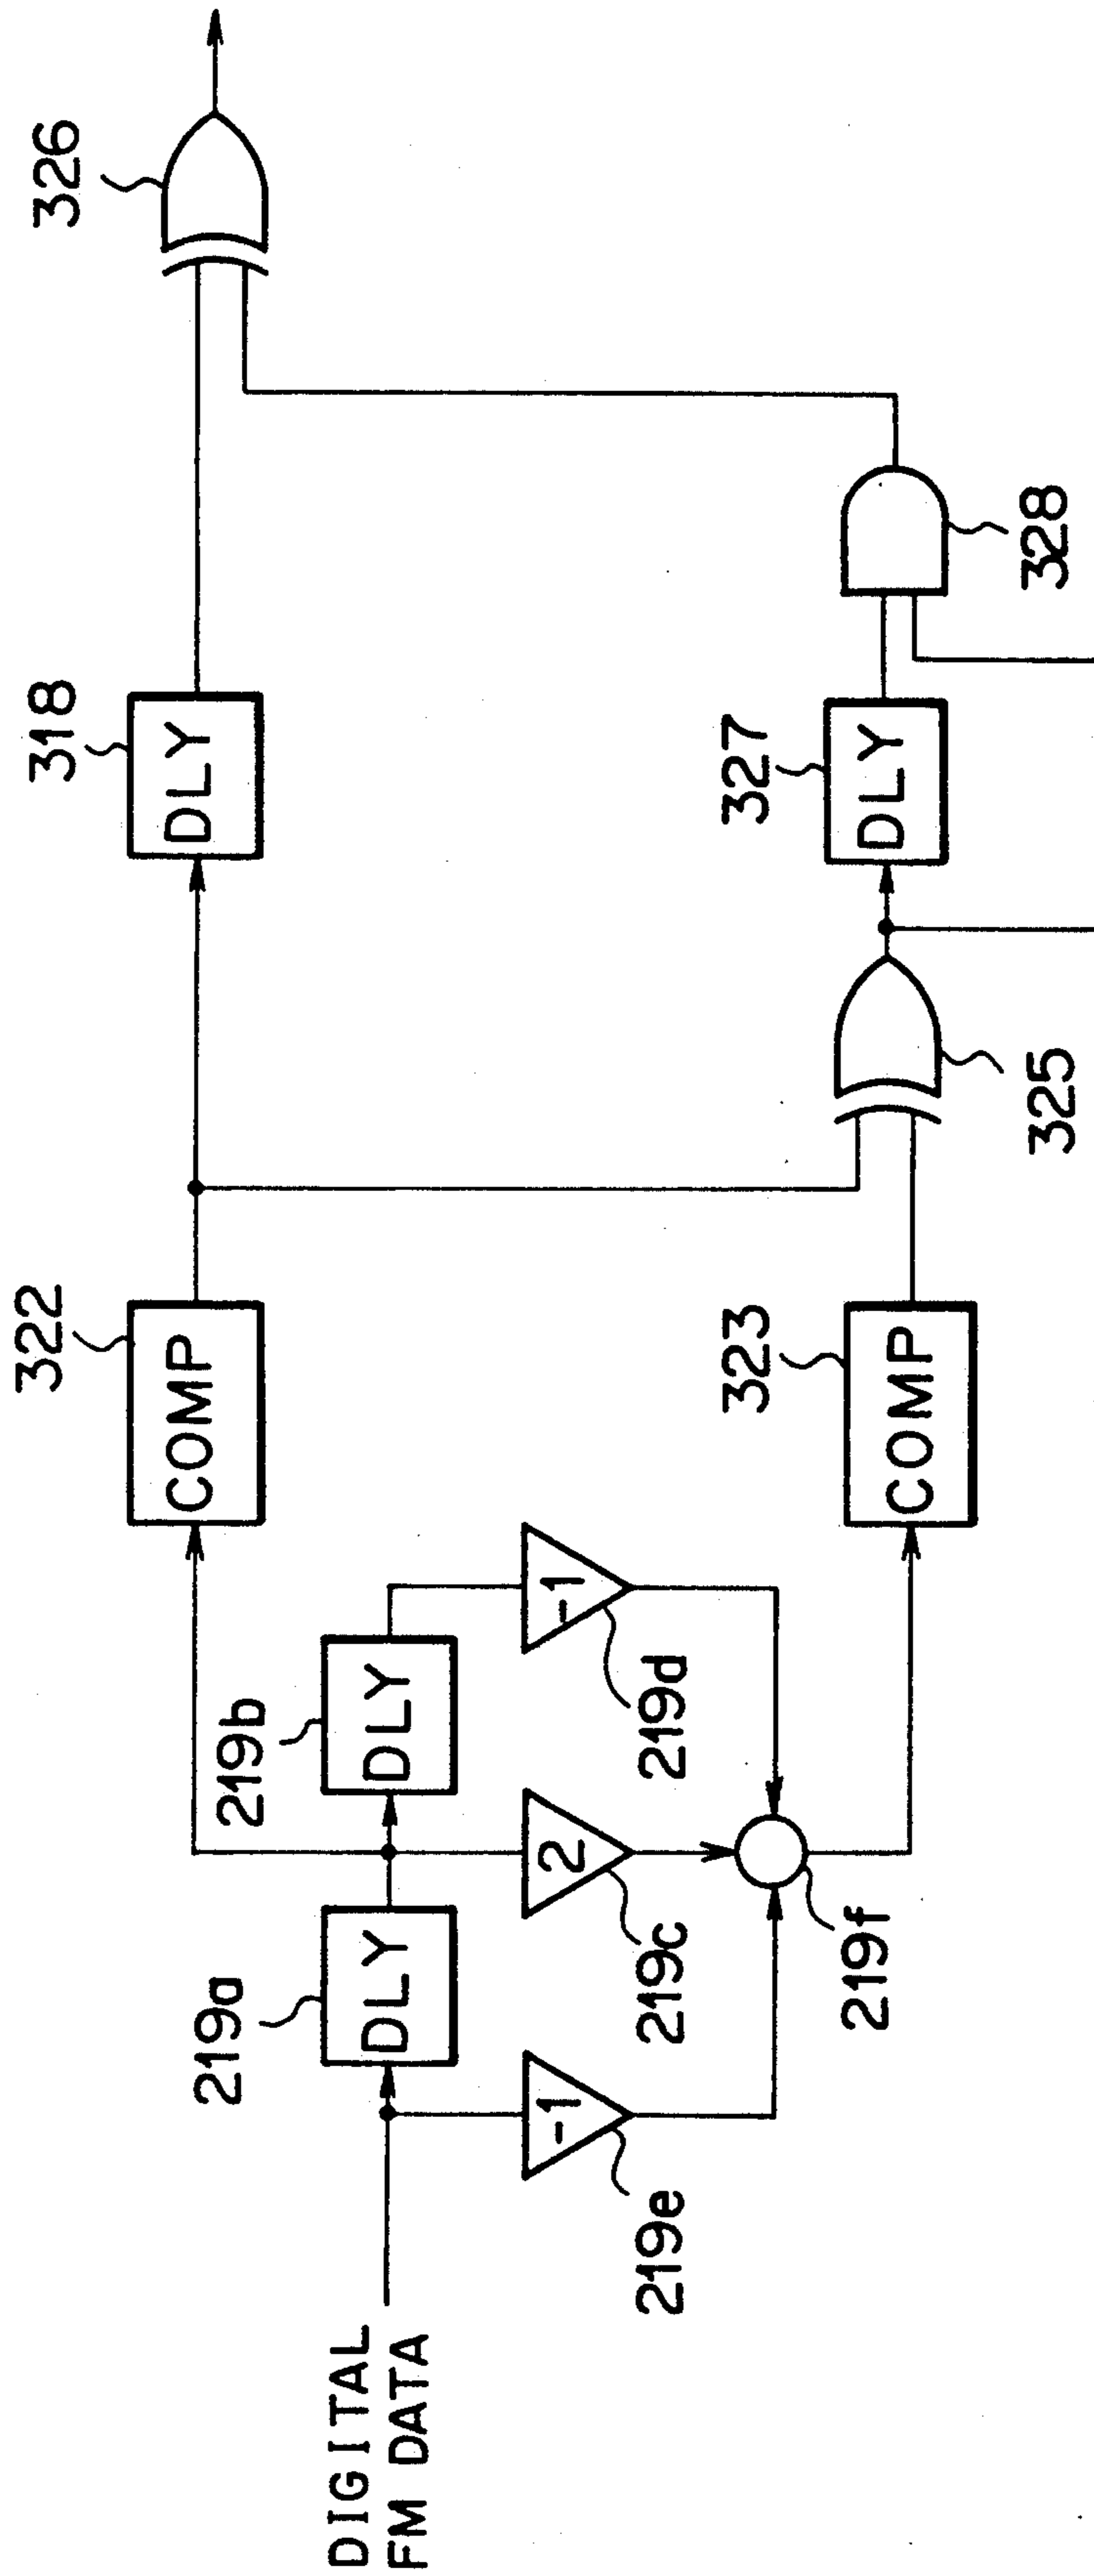 DIGITAL
FM DATA
219e
-1
219a
DLY
219c
2
219f
219b
DLY
219d
-1
322
COMP
323
COMP
325
318
DLY
327
DLY
328
326